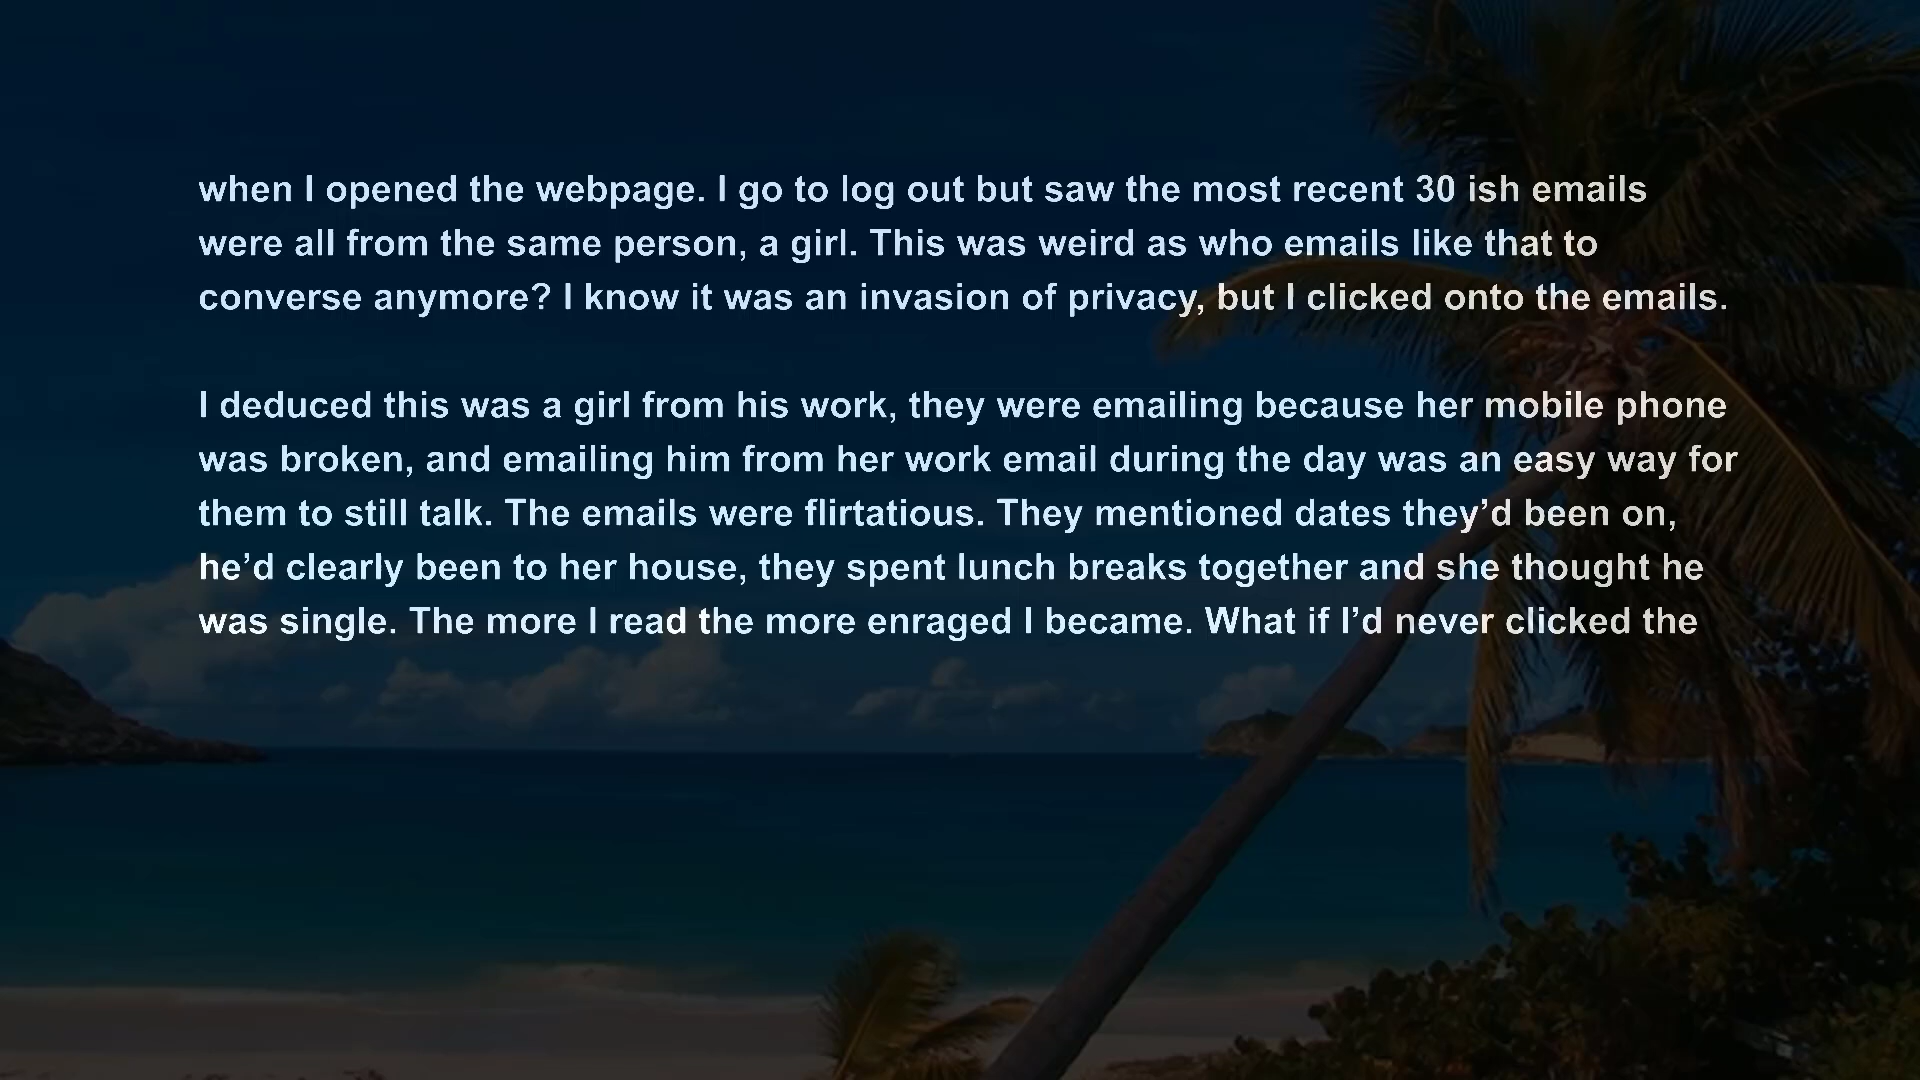 when I opened the webpage. I go to log out but saw the most recent 30 ish emails
were all from the same person, a girl. This was weird as who emails like that to
converse anymore? I know it was an invasion of privacy, but I clicked onto the emails.
I deduced this was a girl from his work, they were emailing because her mobile phone
was broken, and emailing him from her work email during the day was an easy way for
them to still talk. The emails were flirtatious. They mentioned dates they’d been on,
he’d clearly been to her house, they spent lunch breaks together and she thought he
was single. The more I read the more enraged I became. What if I’d never clicked the